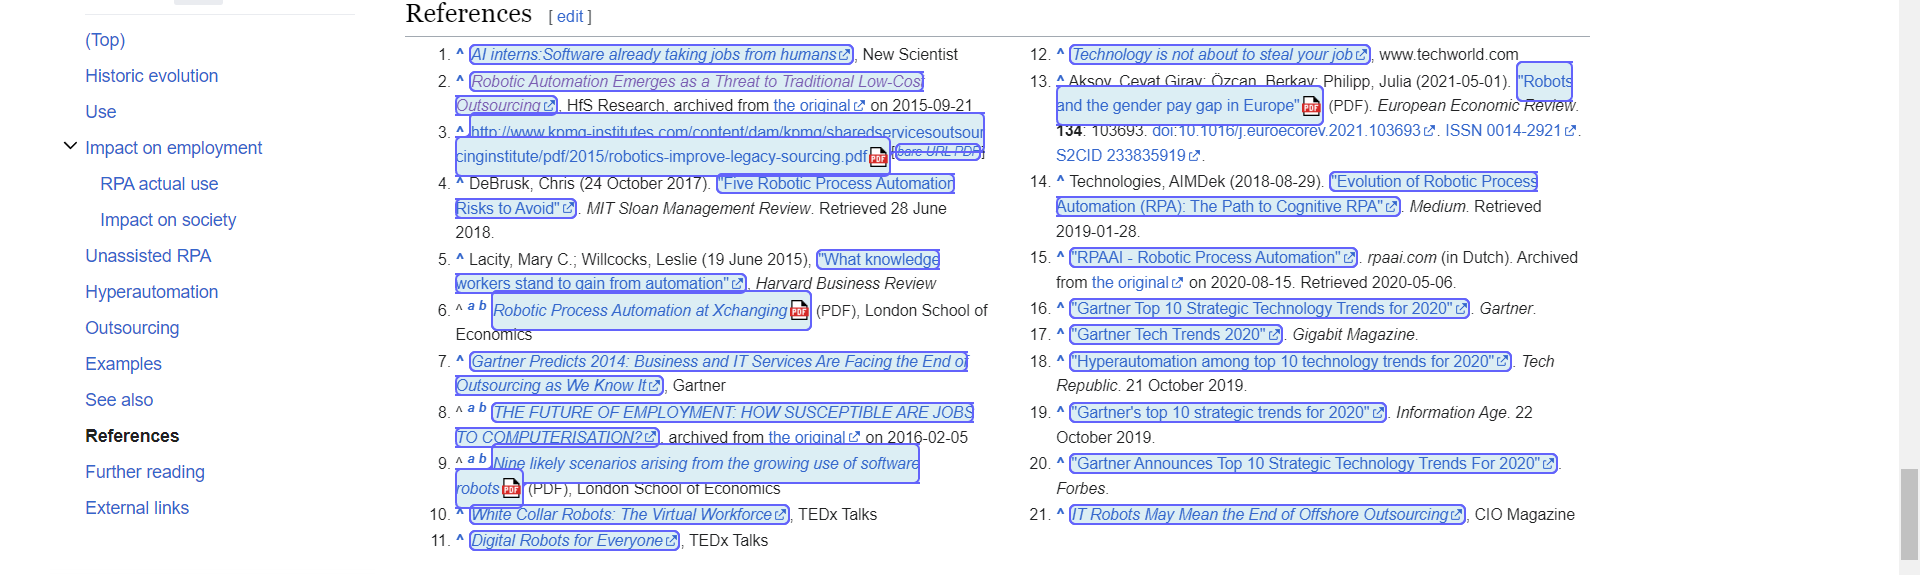 References [ edit ]
(Top)
Historic evolution
Use
Impact on employment
RPA actual use
Impact on society
Unassisted RPA
Hyperautomation
Outsourcing
Examples
See also
References
Further reading
External links
1. ^ AI interns:Software already taking jobs from humans, New Scientist
2. ^ Robotic Automation Emerges as a Threat to Traditional Low-Cost
Outsourcing, HfS Research, archived from the original on 2015-09-21
3. ^ http://www.kpmg-institutes.com/content/dam/kpmg/sharedservicesoutsour
cinginstitute/pdf/2015/robotics-improve-legacy-sourcing.pdf [bare URL PDF]
4. ^ DeBrusk, Chris (24 October 2017). "Five Robotic Process Automation
Risks to Avoid". MIT Sloan Management Review. Retrieved 28 June
2018.
5. ^ Lacity, Mary C.; Willcocks, Leslie (19 June 2015), "What knowledge
workers stand to gain from automation", Harvard Business Review
6. ^ a b Robotic Process Automation at Xchanging PDF (PDF), London School of
Economics
7. ^ Gartner Predicts 2014: Business and IT Services Are Facing the End of
Outsourcing as We Know It, Gartner
8. ^ a b THE FUTURE OF EMPLOYMENT: HOW SUSCEPTIBLE ARE JOBS
TO COMPUTERISATION?, archived from the original on 2016-02-05
9. ^ a b Nine likely scenarios arising from the growing use of software
robots PDF (PDF), London School of Economics
10. ^ White Collar Robots: The Virtual Workforce, TEDx Talks
11. ^ Digital Robots for Everyone, TEDx Talks
12. ^ Technology is not about to steal your job, www.techworld.com
13. ^ Aksoy, Cevat Giray; Özcan, Berkay; Philipp, Julia (2021-05-01). "Robots
and the gender pay gap in Europe" PDF (PDF). European Economic Review.
134: 103693. doi:10.1016/j.euroecorev.2021.103693. ISSN 0014-2921.
S2CID 233835919.
14. ^ Technologies, AIMDek (2018-08-29). "Evolution of Robotic Process
Automation (RPA): The Path to Cognitive RPA". Medium. Retrieved
2019-01-28.
15. ^ "RPAAI - Robotic Process Automation". rpaai.com (in Dutch). Archived
from the original on 2020-08-15. Retrieved 2020-05-06.
16. ^ "Gartner Top 10 Strategic Technology Trends for 2020". Gartner.
17. ^ "Gartner Tech Trends 2020". Gigabit Magazine.
18. ^ "Hyperautomation among top 10 technology trends for 2020". Tech
Republic. 21 October 2019.
19. ^ "Gartner's top 10 strategic trends for 2020". Information Age. 22
October 2019.
20. ^ "Gartner Announces Top 10 Strategic Technology Trends For 2020".
Forbes.
21. ^ IT Robots May Mean the End of Offshore Outsourcing, CIO Magazine